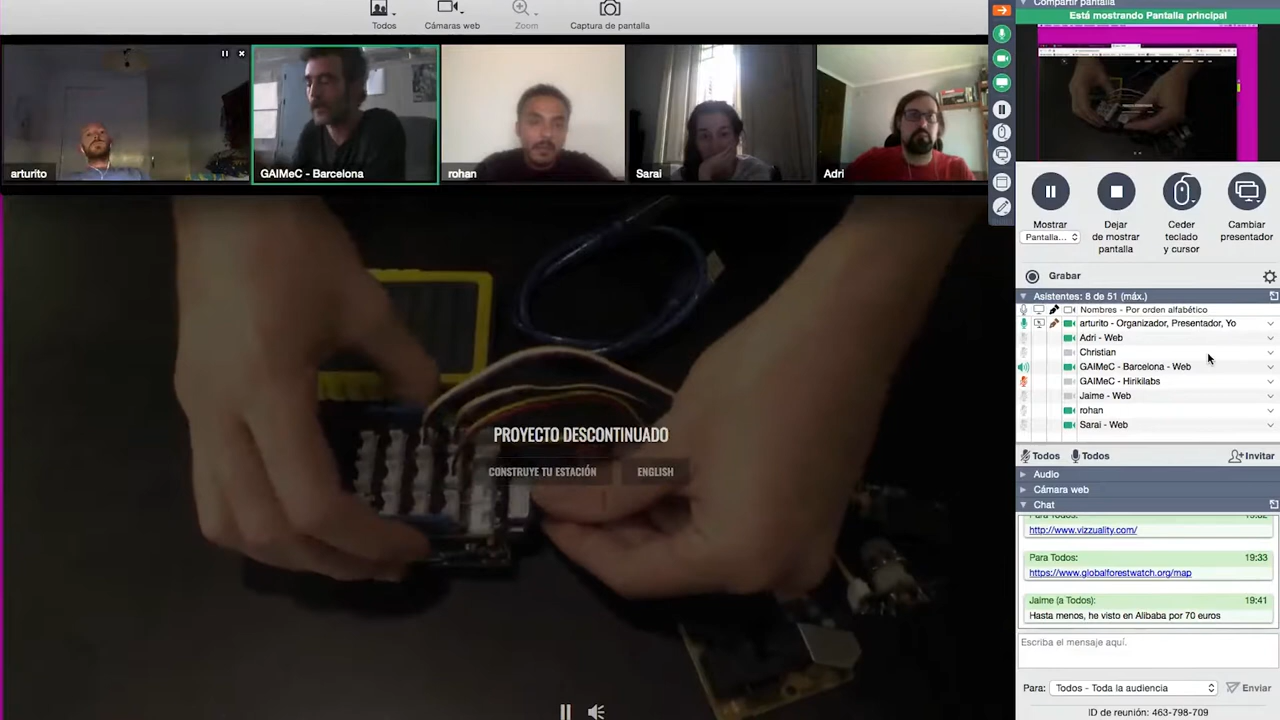 Todos
Cámaras web
Zoom
Captura de pantalla
arturito
GAIMeC - Barcelona
rohan
Sarai
Adri
PROYECTO DESCONTINUADO
CONSTRUYE TU ESTACIÓN
ENGLISH
Compartir pantalla
Está mostrando Pantalla principal
Mostrar
Pantalla...
Dejar
de mostrar
pantalla
Ceder
teclado
y cursor
Cambiar
presentador
Grabar
Asistentes: 8 de 51 (máx.)
Nombres - Por orden alfabético
arturito - Organizador, Presentador, Yo
Adri - Web
Christian
GAIMeC - Barcelona - Web
GAIMeC - Hirikilabs
Jaime - Web
rohan
Sarai - Web
Todos
Todos
Invitar
Audio
Cámara web
Chat
http://www.vizzuality.com/
Para Todos: 19:33
https://www.globalforestwatch.org/map
Jaime (a Todos): 19:41
Hasta menos, he visto en Alibaba por 70 euros
Escriba el mensaje aquí.
Para: Todos - Toda la audiencia
Enviar
ID de reunión: 463-798-709